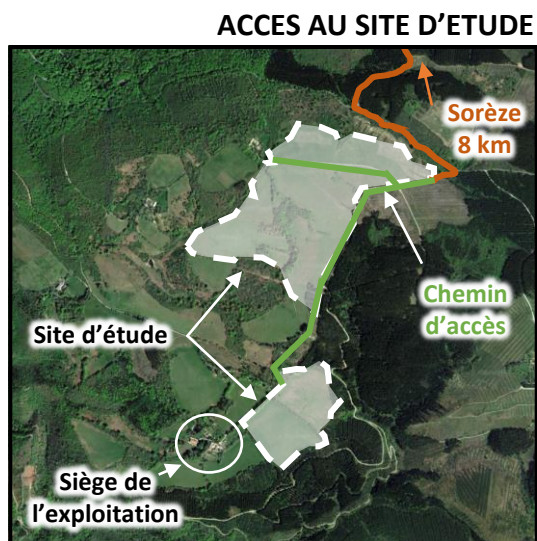 ACCES AU SITE D’ETUDE
Sorèze
8 km
Chemin
d’accès
Site d’étude
Siège de
l’exploitation